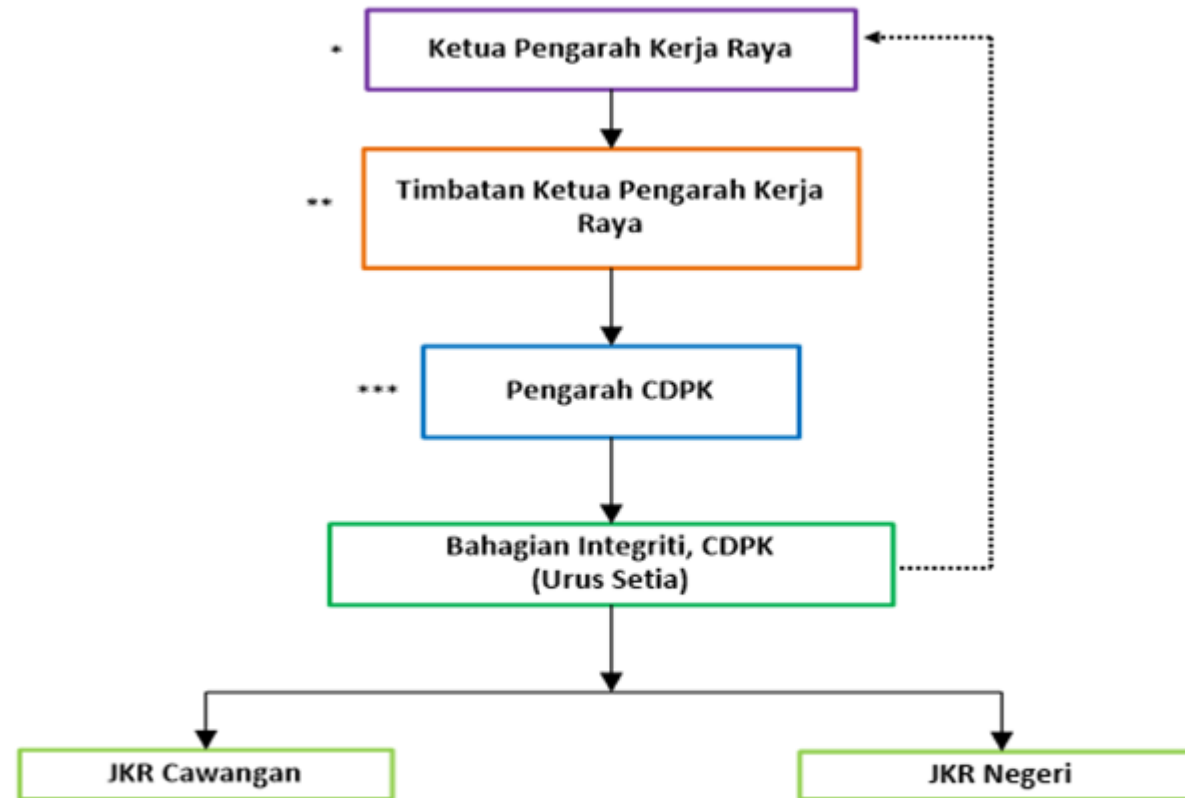 * Ketua Pengarah Kerja Raya
** Timbatan Ketua Pengarah Kerja
Raya
*** Pengarah CDPK
Bahagian Integriti, CDPK
(Urus Setia)
JKR Cawangan
JKR Negeri